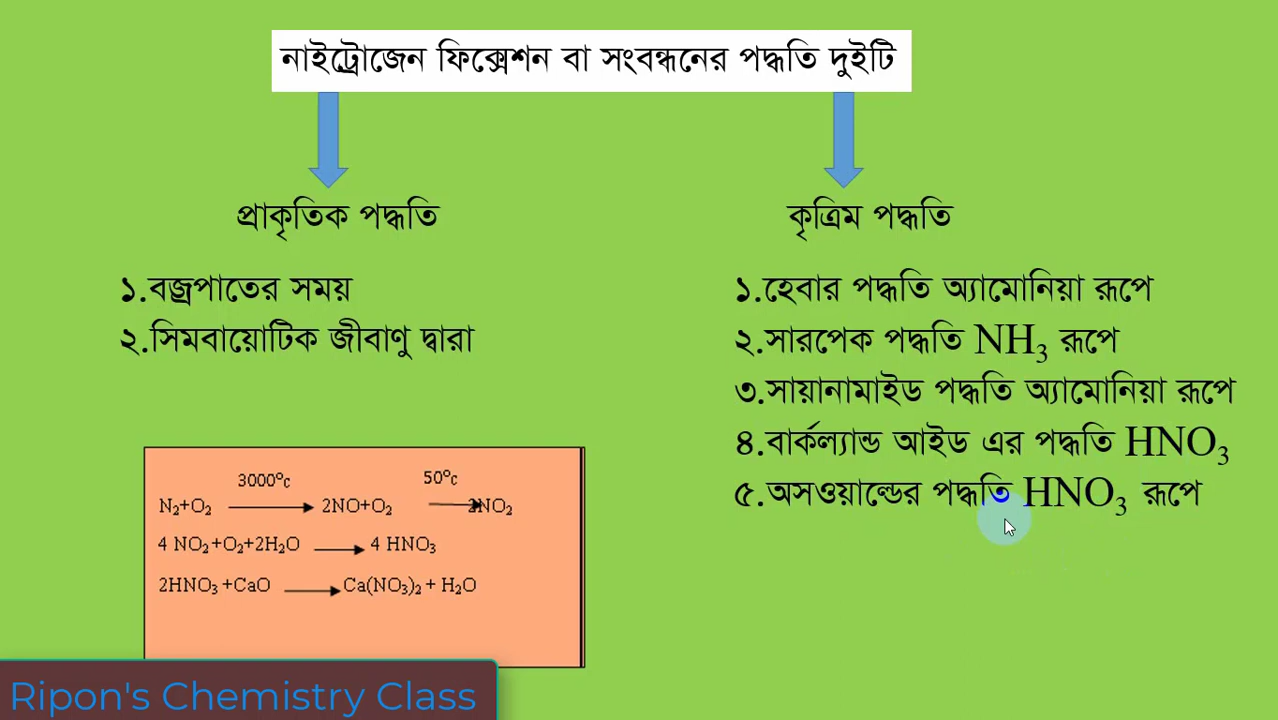 নাইট্রোজেন ফিক্সেশন বা সংবন্ধনের পদ্ধতি দুইটি
প্রাকৃতিক পদ্ধতি
১.বজ্রপাতের সময়
২.সিমবায়োটিক জীবাণু দ্বারা
কৃত্রিম পদ্ধতি
১.হেবার পদ্ধতি অ্যামোনিয়া রূপে
২.সারপেক পদ্ধতি NH₃ রূপে
৩.সায়ানামাইড পদ্ধতি অ্যামোনিয়া রূপে
৪.বার্কল্যান্ড আইড এর পদ্ধতি HNO₃
৫.অসওয়াল্ডের পদ্ধতি HNO₃ রূপে
3000°c 50°c
N₂+O₂ → 2NO+O₂ → 2NO₂
4 NO₂+O₂+2H₂O → 4 HNO₃
2HNO₃+CaO → Ca(NO₃)₂ + H₂O
Ripon's Chemistry Class